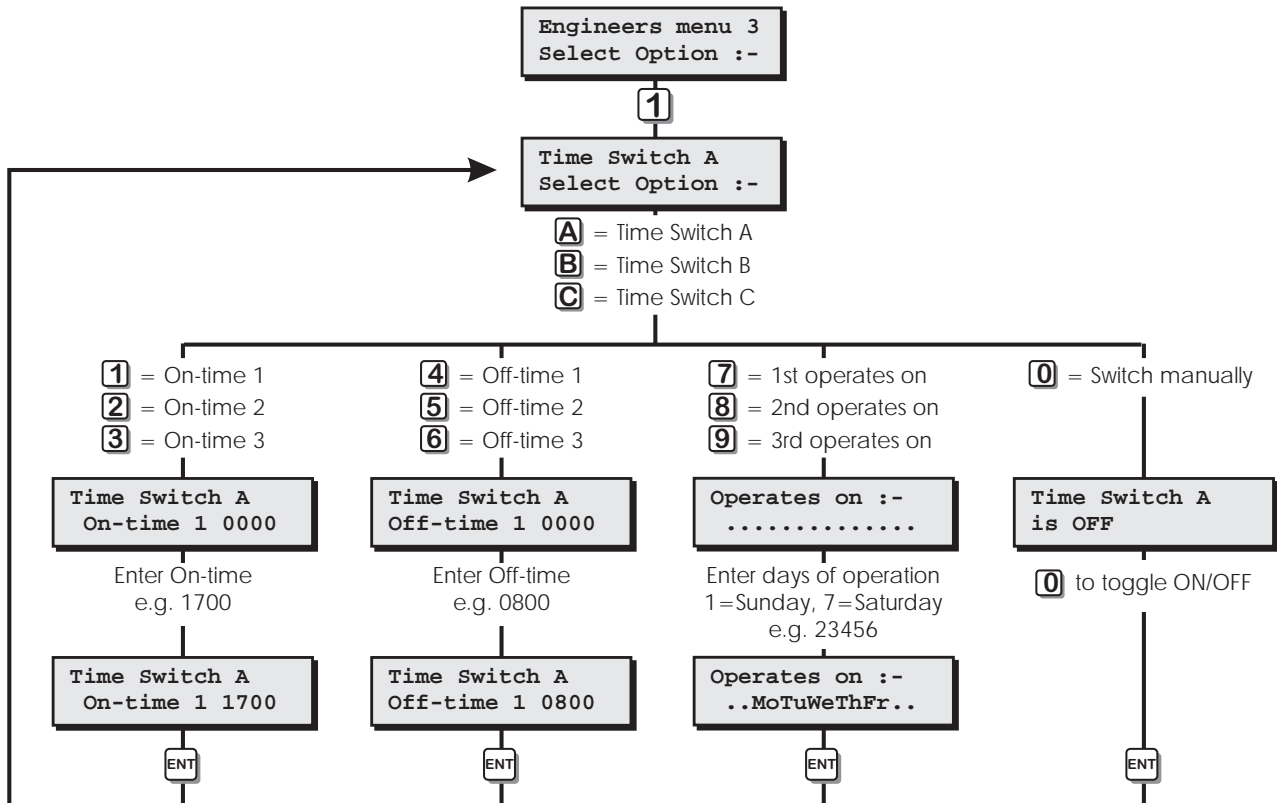 Engineers menu 3
Select Option :-
1
Time Switch A
Select Option :-
A = Time Switch A
B = Time Switch B
C = Time Switch C
1 = On-time 1
2 = On-time 2
3 = On-time 3
Time Switch A
On-time 1 0000
Enter On-time
e.g. 1700
Time Switch A
On-time 1 1700
ENT
4 = Off-time 1
5 = Off-time 2
6 = Off-time 3
Time Switch A
Off-time 1 0000
Enter Off-time
e.g. 0800
Time Switch A
Off-time 1 0800
ENT
7 = 1st operates on
8 = 2nd operates on
9 = 3rd operates on
Operates on :-
..............
Enter days of operation
1=Sunday, 7=Saturday
e.g. 23456
Operates on :-
..MoTuWeThFr..
0 = Switch manually
Time Switch A
is OFF
0 to toggle ON/OFF
ENT